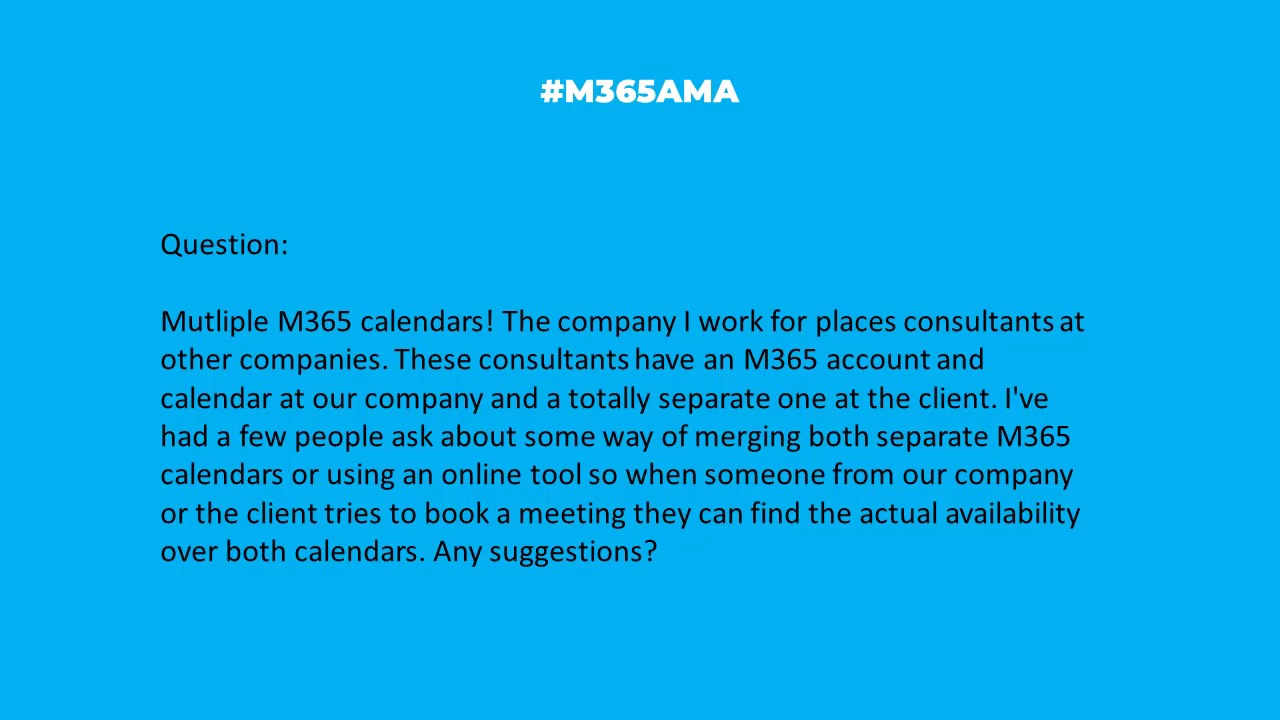 #M365AMA
Question:
Mutliple M365 calendars! The company I work for places consultants at
other companies. These consultants have an M365 account and
calendar at our company and a totally separate one at the client. I've
had a few people ask about some way of merging both separate M365
calendars or using an online tool so when someone from our company
or the client tries to book a meeting they can find the actual availability
over both calendars. Any suggestions?